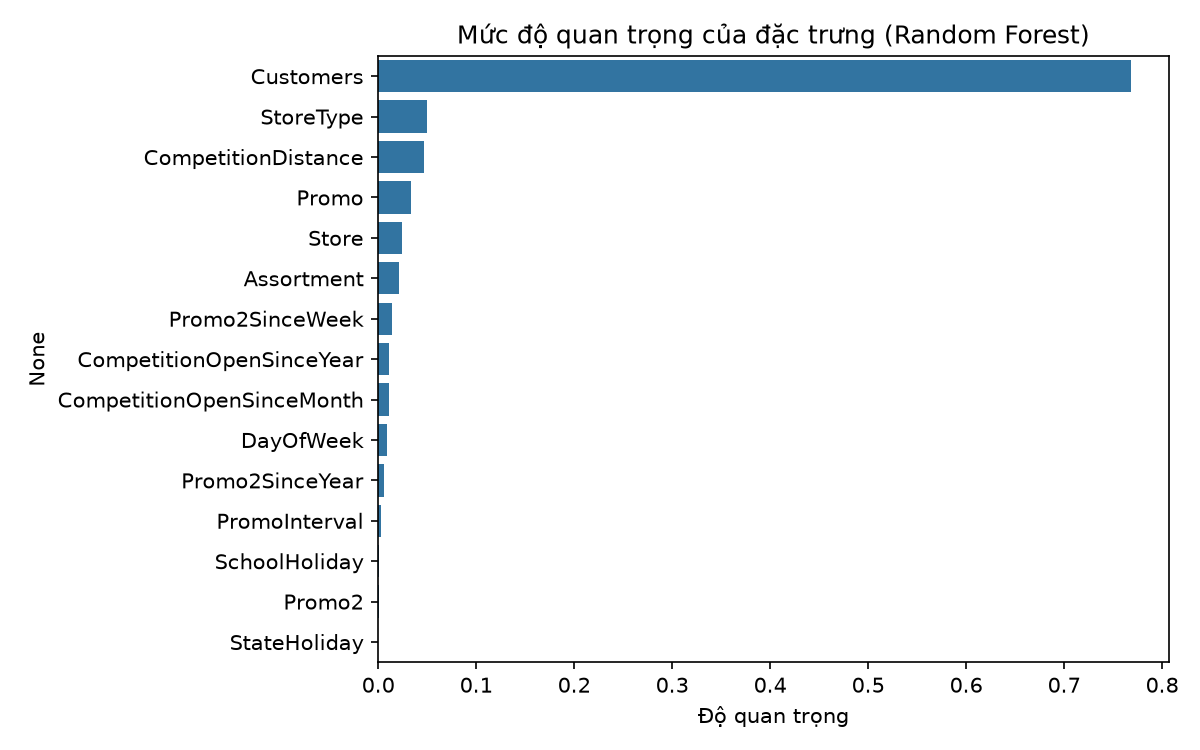 Mức độ quan trọng của đặc trưng (Random Forest)
Customers
StoreType
CompetitionDistance
Promo
Store
Assortment
Promo2SinceWeek
CompetitionOpenSinceYear
CompetitionOpenSinceMonth
DayOfWeek
Promo2SinceYear
PromoInterval
SchoolHoliday
Promo2
StateHoliday
None
0.0 0.1 0.2 0.3 0.4 0.5 0.6 0.7 0.8
Độ quan trọng